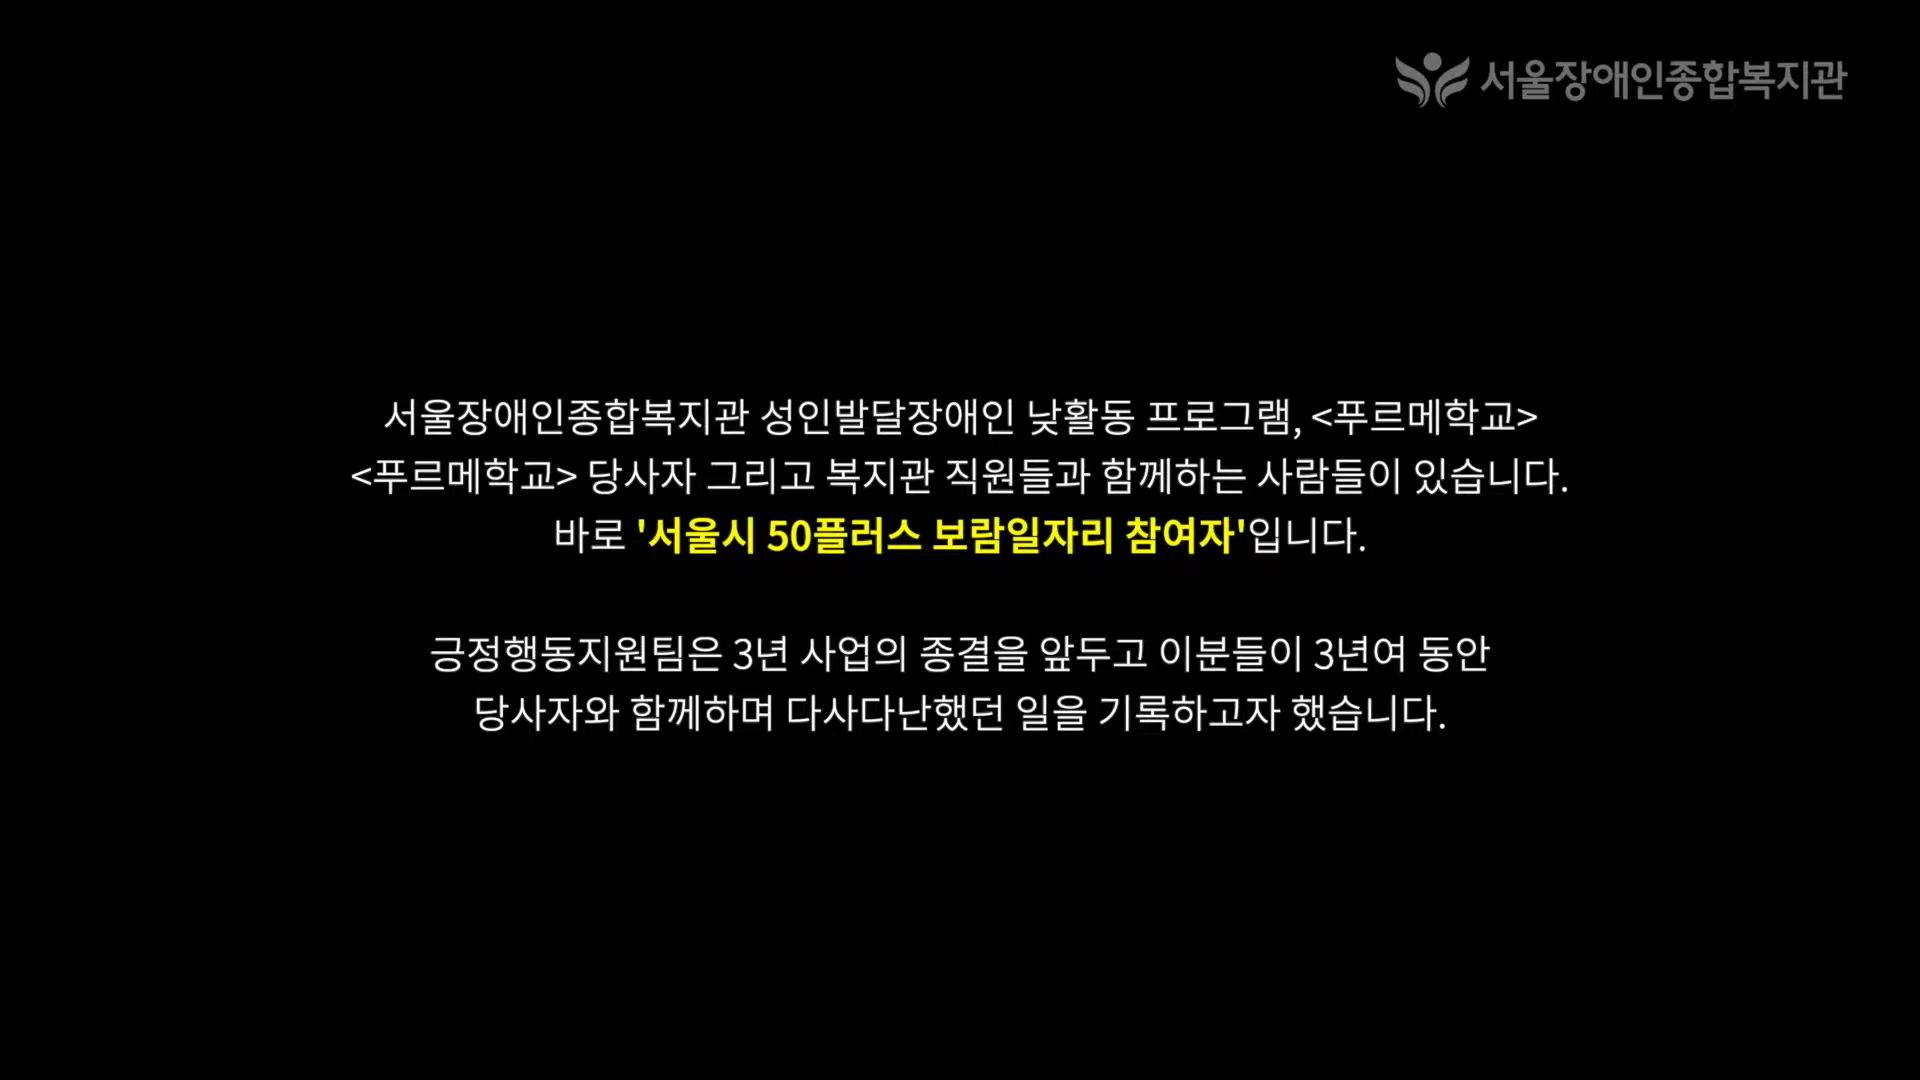 서울장애인종합복지관
서울장애인종합복지관 성인발달장애인 낮활동 프로그램, <푸르메학교>
<푸르메학교> 당사자 그리고 복지관 직원들과 함께하는 사람들이 있습니다.
바로 '서울시 50플러스 보람일자리 참여자'입니다.
긍정행동지원팀은 3년 사업의 종결을 앞두고 이분들이 3년여 동안
당사자와 함께하며 다사다난했던 일을 기록하고자 했습니다.